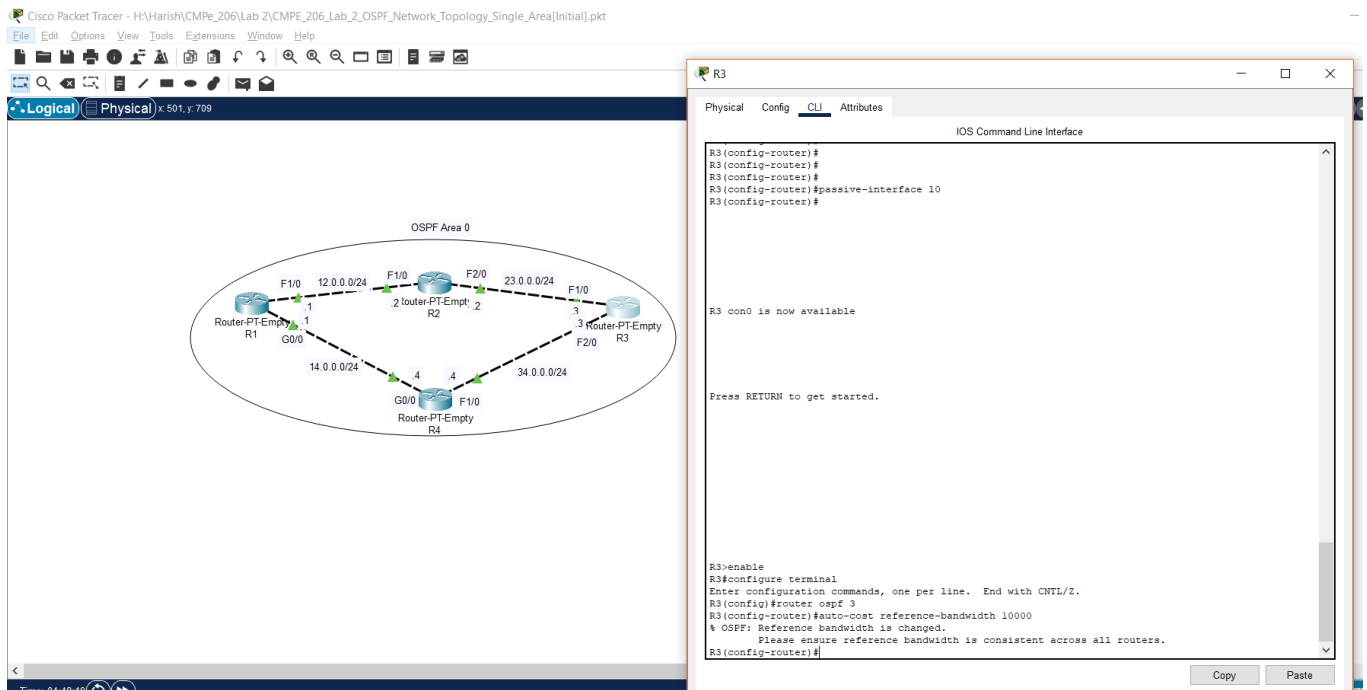 Cisco Packet Tracer - H:\Harish\CMPe_206\Lab 2\CMPE_206_Lab_2_OSPF_Network_Topology_Single_Area[Initial].pkt
File Edit Options View Tools Extensions Window Help
Logical Physical x: 501, y: 709
OSPF Area 0
F1/0 12.0.0.0/24 F1/0 F2/0 23.0.0.0/24 F1/0
.1 .2 Router-PT-Empty .2 .3
R2
Router-PT-Empty .1 .3 Router-PT-Empty
R1 R3
G0/0 F2/0
14.0.0.0/24 .4 .4 34.0.0.0/24
G0/0 F1/0
Router-PT-Empty
R4
R3
Physical Config CLI Attributes
IOS Command Line Interface
R3(config-router)#
R3(config-router)#
R3(config-router)#
R3(config-router)#passive-interface l0
R3(config-router)#
R3 con0 is now available
Press RETURN to get started.
R3>enable
R3#configure terminal
Enter configuration commands, one per line. End with CNTL/Z.
R3(config)#router ospf 3
R3(config-router)#auto-cost reference-bandwidth 10000
% OSPF: Reference bandwidth is changed.
Please ensure reference bandwidth is consistent across all routers.
R3(config-router)#
Copy Paste